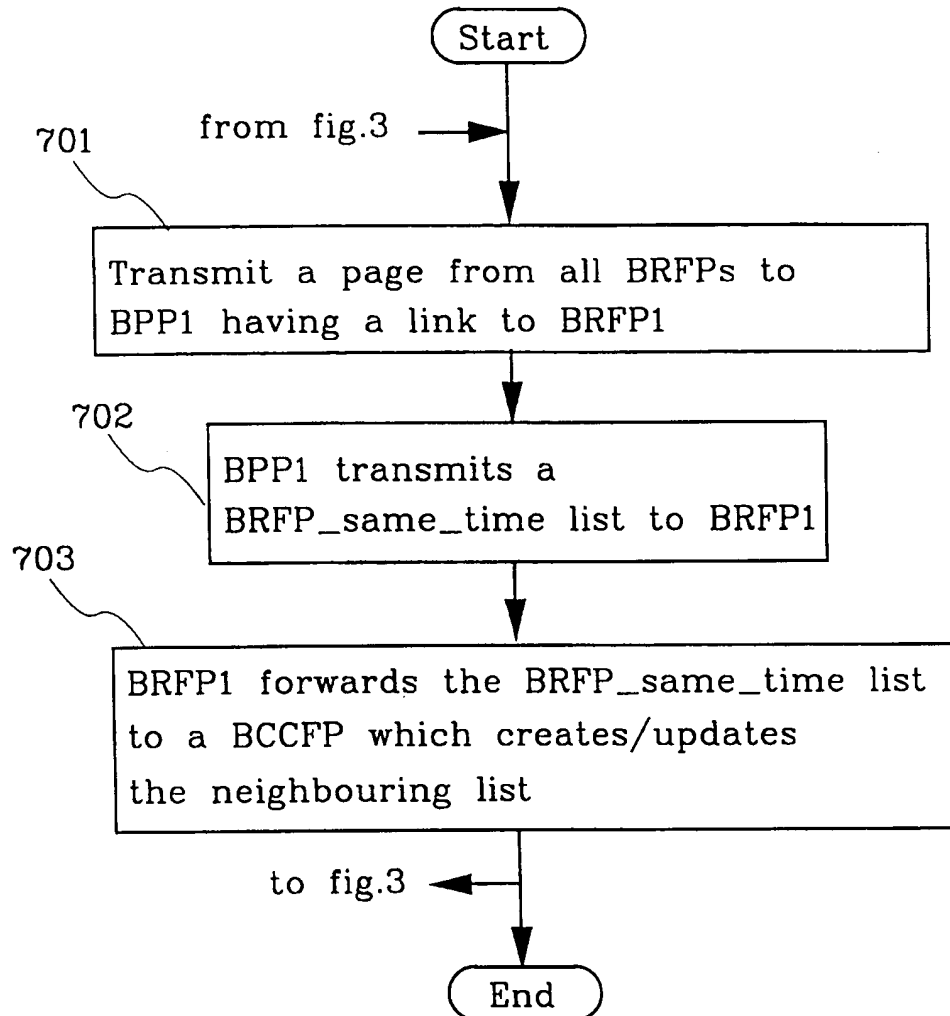 Start
from fig.3
701
Transmit a page from all BRFPs to
BPP1 having a link to BRFP1
702
BPP1 transmits a
BRFP_same_time list to BRFP1
703
BRFP1 forwards the BRFP_same_time list
to a BCCFP which creates/updates
the neighbouring list
to fig.3
End